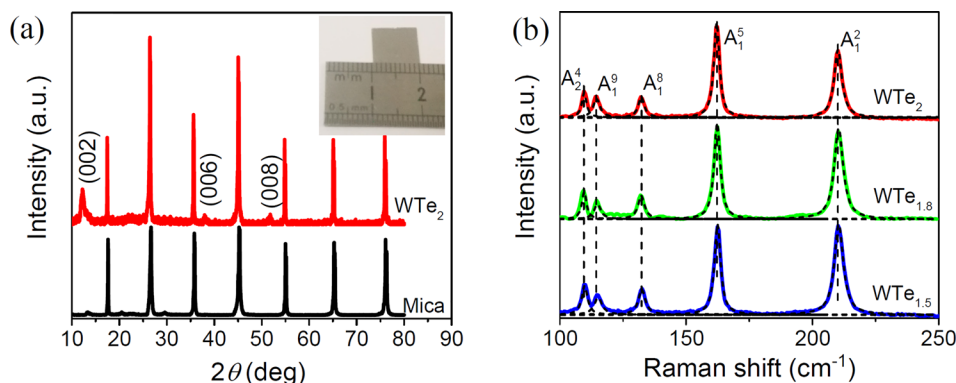 (a)
Intensity (a.u.)
(002)
(006)
(008)
WTe₂
Mica
10 20 30 40 50 60 70 80 90
2θ (deg)
m·m
1 2
0.5 mm
(b)
Intensity (a.u.)
A₂⁴ A₁⁹ A₁⁸ A₁⁵ A₁²
WTe₂
WTe₁.₈
WTe₁.₅
100 150 200 250
Raman shift (cm⁻¹)